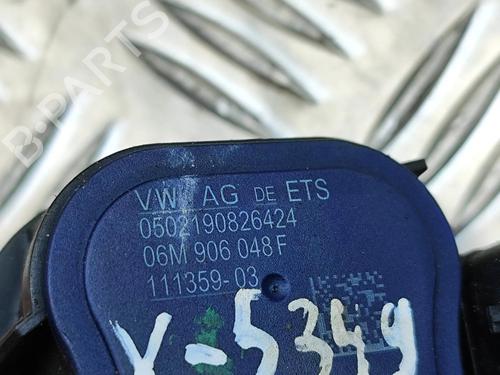 VW AG DE ETS
0502190826424
06M 906 048 F
111359-03
X-5349
B-PARTS